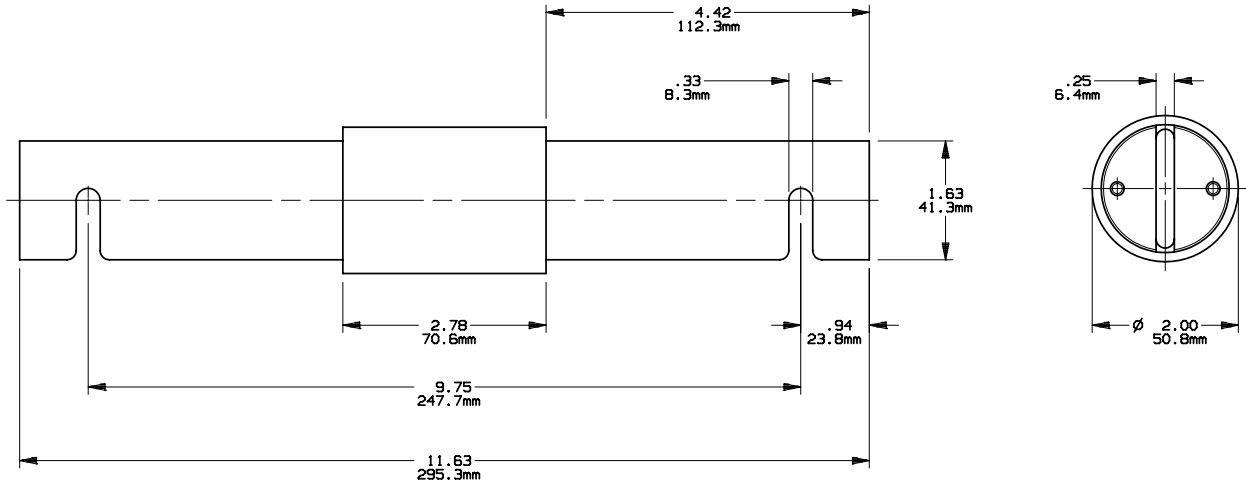 4.42
112.3mm
.33
8.3mm
.25
6.4mm
1.63
41.3mm
2.78
70.6mm
.94
23.8mm
Ø 2.00
50.8mm
9.75
247.7mm
11.63
295.3mm